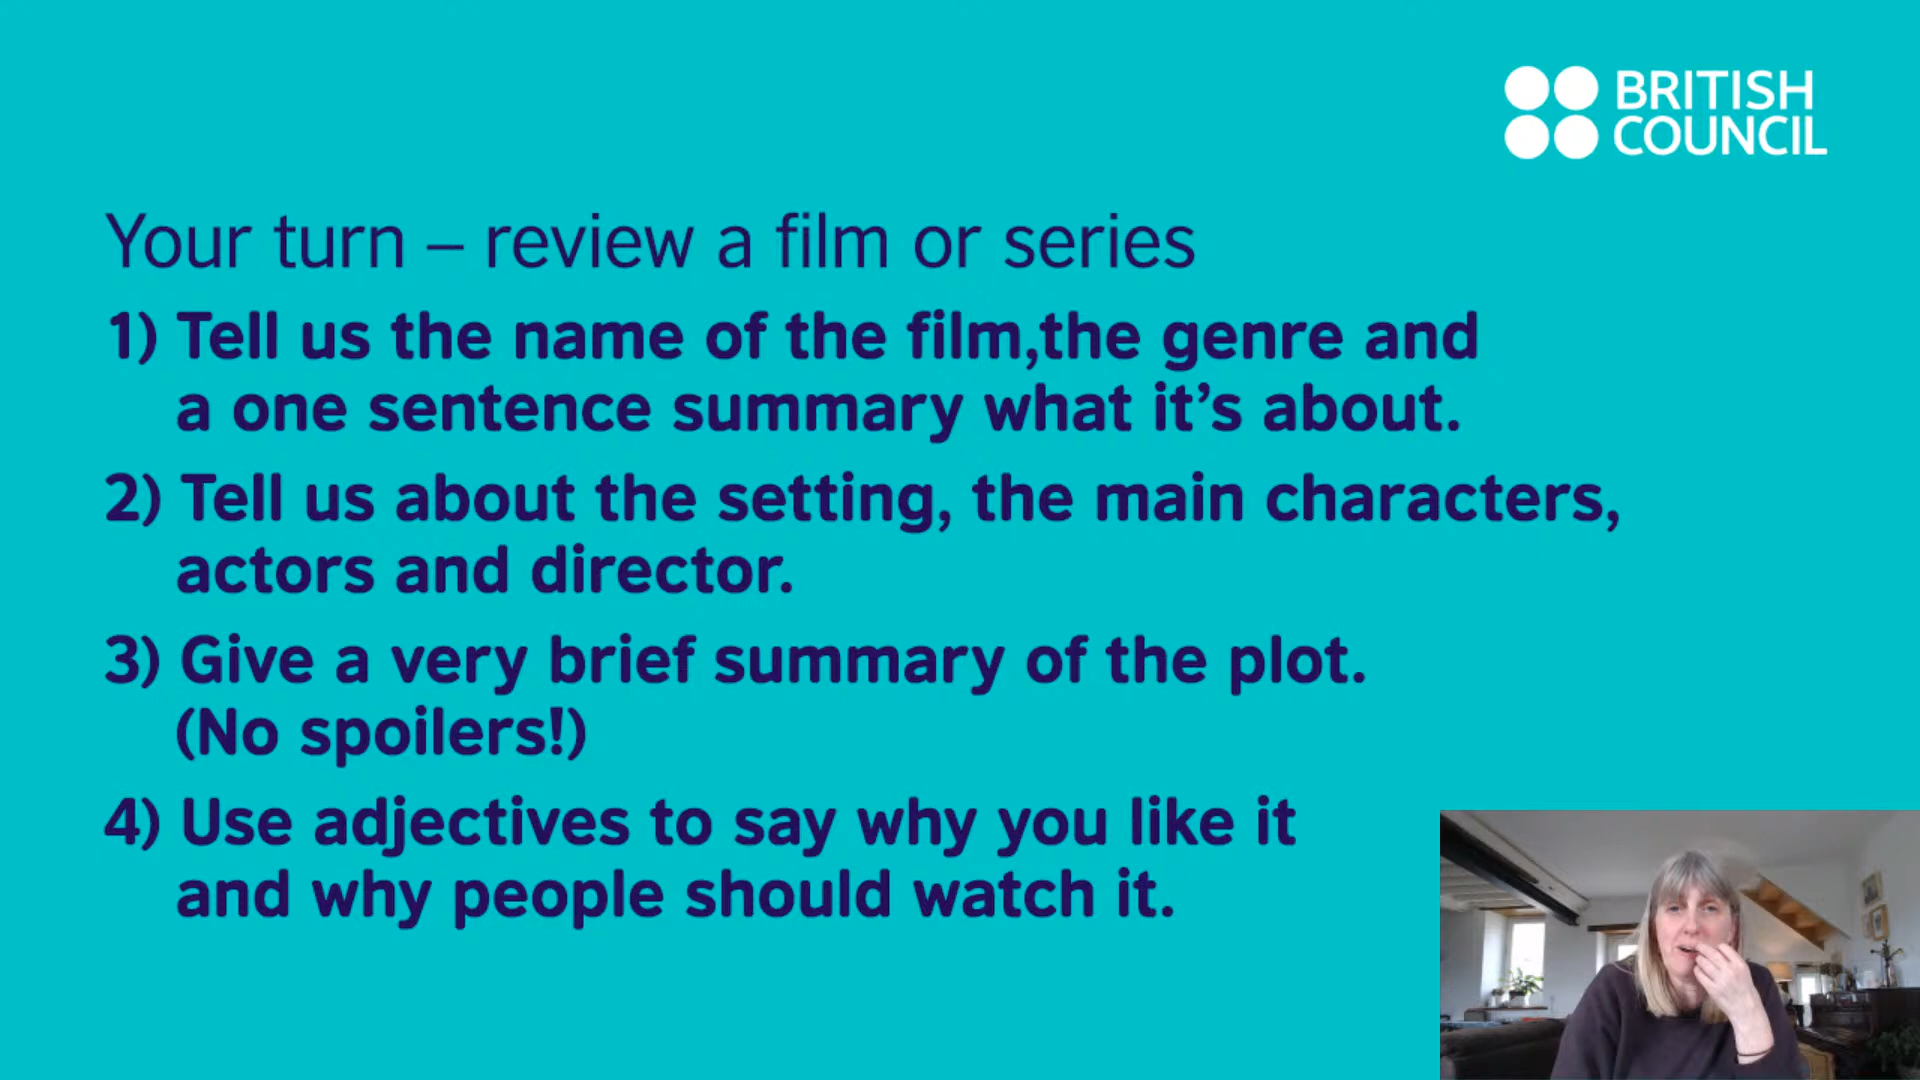 BRITISH
COUNCIL
Your turn – review a film or series
1) Tell us the name of the film,the genre and
a one sentence summary what it’s about.
2) Tell us about the setting, the main characters,
actors and director.
3) Give a very brief summary of the plot.
(No spoilers!)
4) Use adjectives to say why you like it
and why people should watch it.